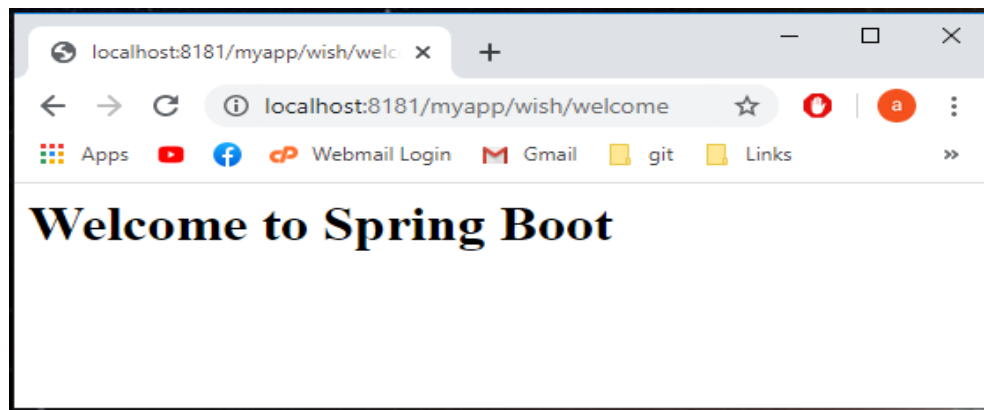 localhost:8181/myapp/wish/welc
localhost:8181/myapp/wish/welcome
a
Apps
Webmail Login
Gmail
git
Links
Welcome to Spring Boot